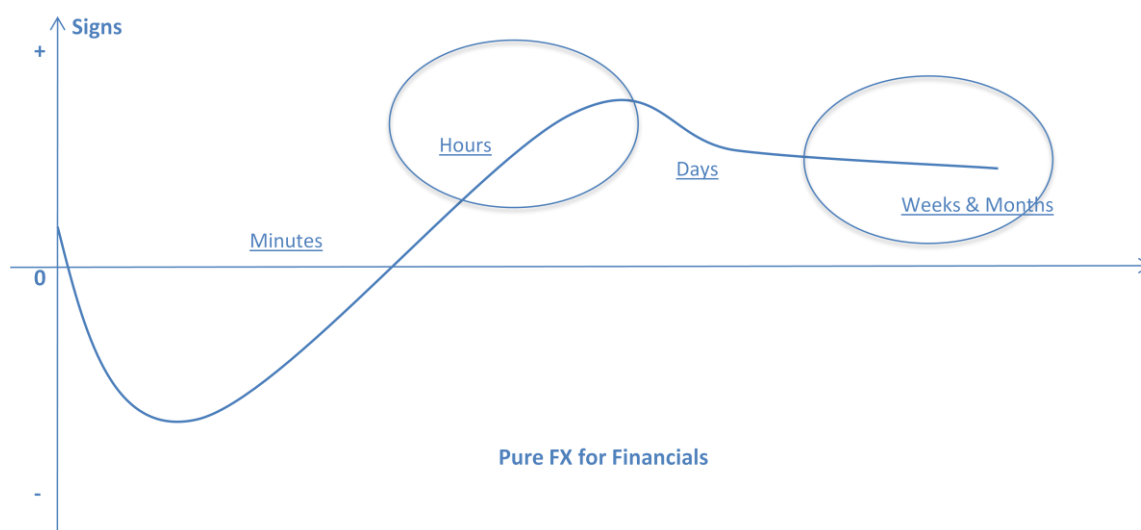 Signs
+
Hours
Days
Weeks & Months
Minutes
0
Pure FX for Financials
-